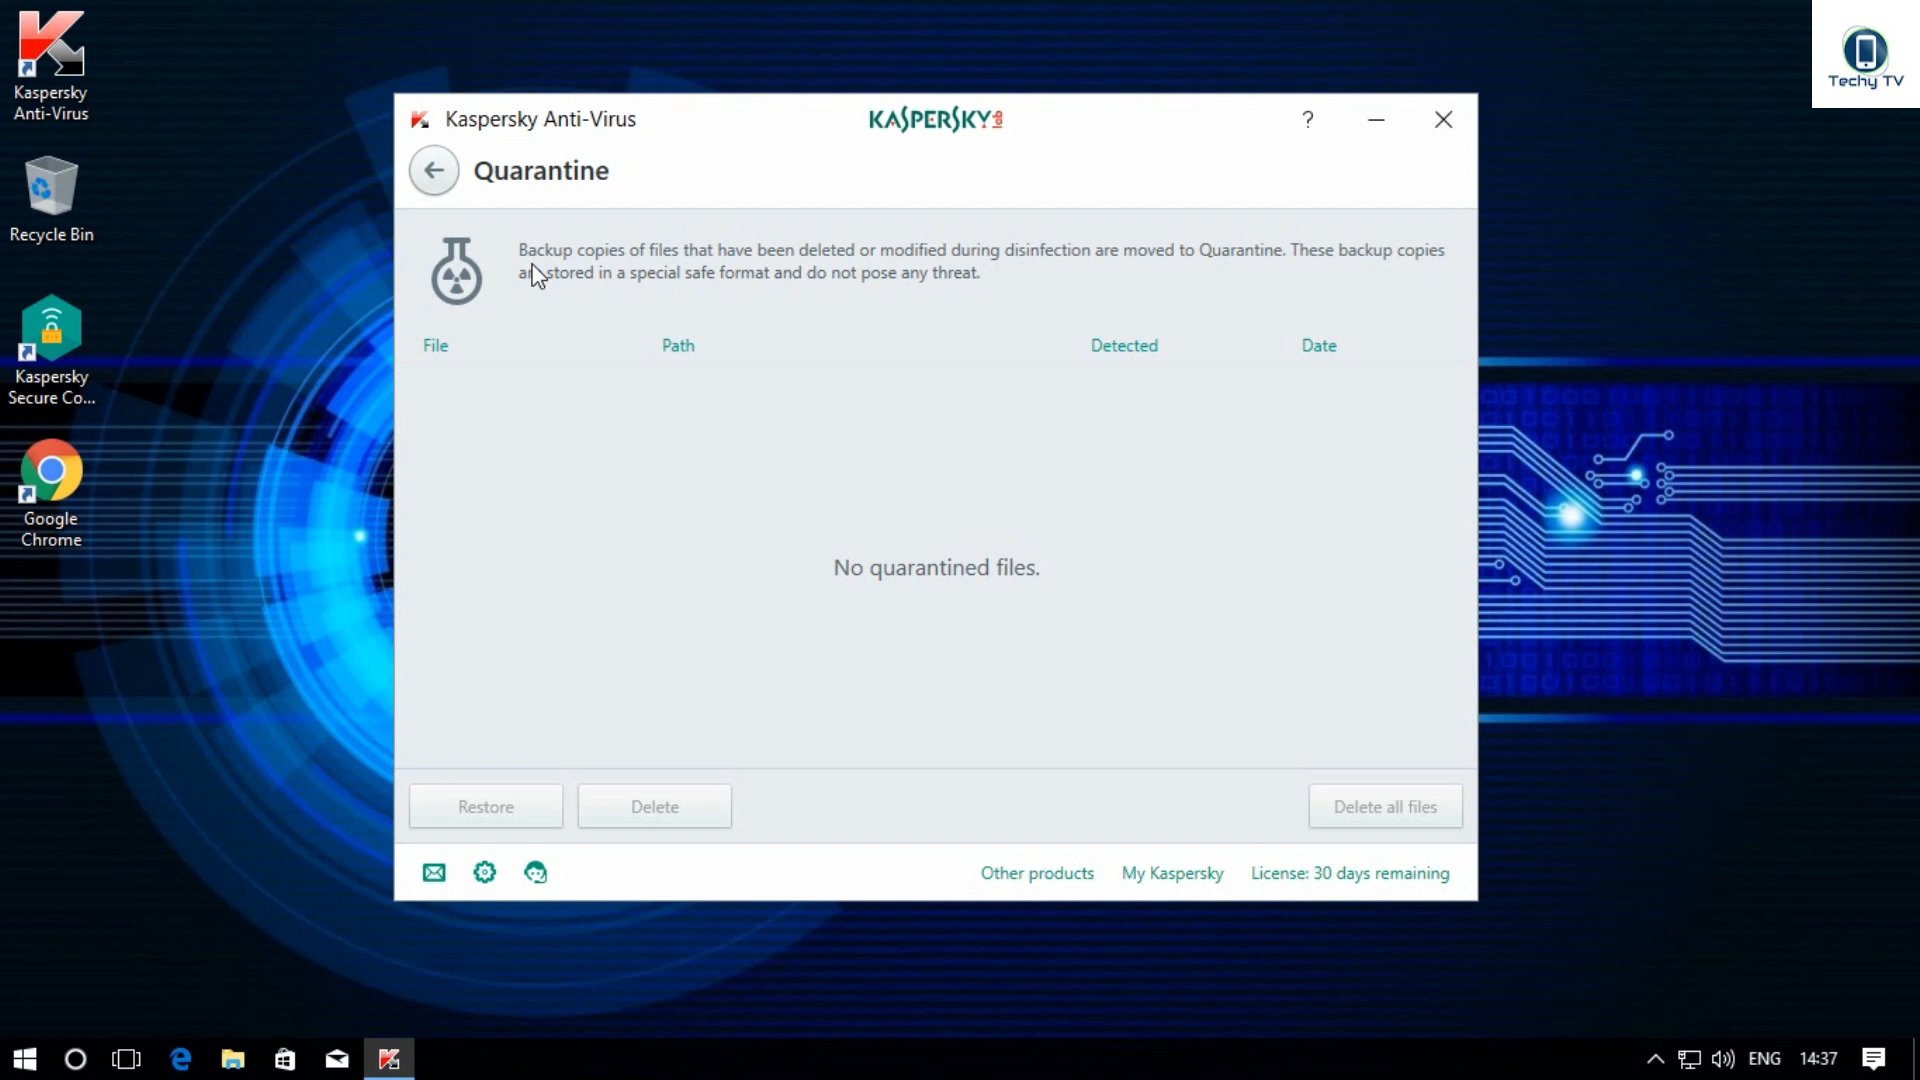 Kaspersky
Anti-Virus
Recycle Bin
Kaspersky
Secure Co...
Google
Chrome
Techy TV
Kaspersky Anti-Virus
KASPERSKY lab
?
Quarantine
Backup copies of files that have been deleted or modified during disinfection are moved to Quarantine. These backup copies
are stored in a special safe format and do not pose any threat.
File Path Detected Date
No quarantined files.
Restore Delete Delete all files
Other products My Kaspersky License: 30 days remaining
ENG 14:37